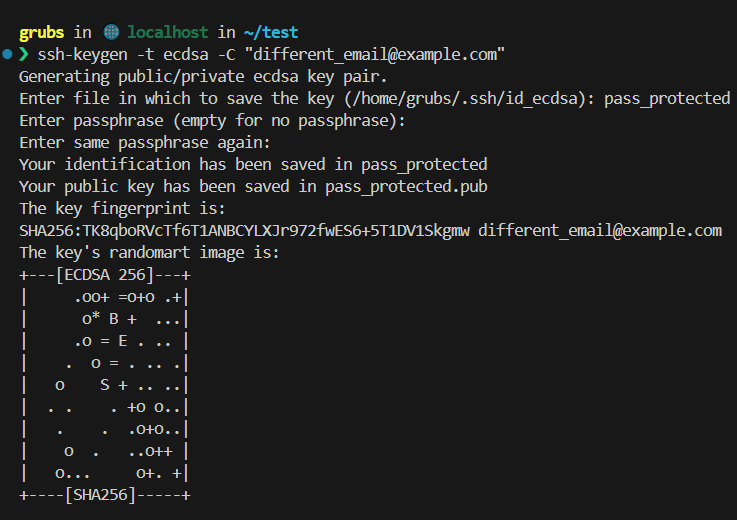 grubs in 🌐 localhost in ~/test
❯ ssh-keygen -t ecdsa -C "different_email@example.com"
Generating public/private ecdsa key pair.
Enter file in which to save the key (/home/grubs/.ssh/id_ecdsa): pass_protected
Enter passphrase (empty for no passphrase):
Enter same passphrase again:
Your identification has been saved in pass_protected
Your public key has been saved in pass_protected.pub
The key fingerprint is:
SHA256:TK8qboRVcTf6T1ANBCYLXJr972fwES6+5T1DV1Skgmw different_email@example.com
The key's randomart image is:
+---[ECDSA 256]---+
|     .oo+ =o+o .+|
|      o* B +  ...|
|     .o = E . .. |
|    .  o = . .. .|
|   o    S + .. ..|
|  . .    . +o o..|
|   .    .  .o+o..|
|    o  .   ..o++ |
|   o...     o+. +|
+----[SHA256]-----+